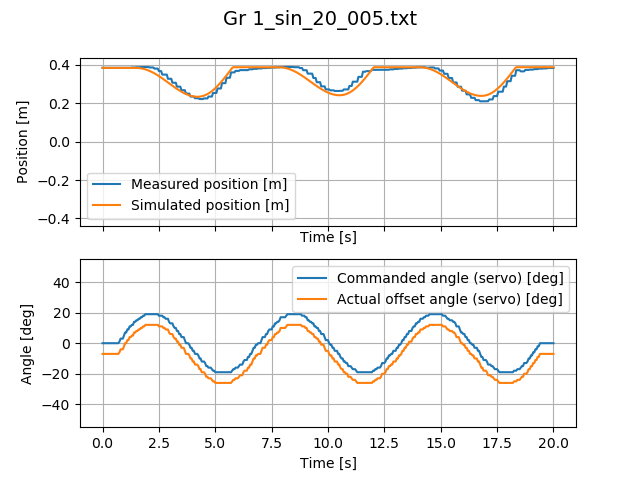 Gr 1_sin_20_005.txt
0.4
0.2
0.0
−0.2
−0.4
Position [m]
Measured position [m]
Simulated position [m]
Time [s]
40
20
0
−20
−40
Angle [deg]
Commanded angle (servo) [deg]
Actual offset angle (servo) [deg]
0.0 2.5 5.0 7.5 10.0 12.5 15.0 17.5 20.0
Time [s]